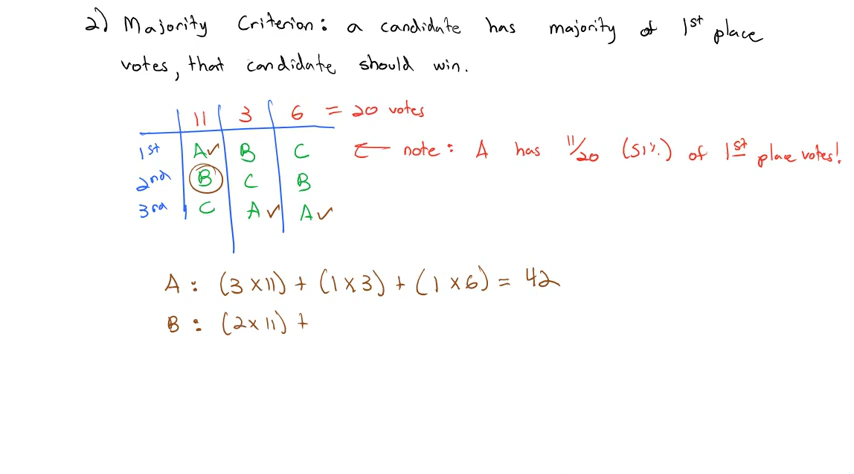 2) Majority Criterion: a candidate has majority of 1st place
votes, that candidate should win.
11 3 6 = 20 votes
1st A✓ B C ← note: A has 11/20 (51%) of 1st place votes!
2nd B C B
3rd C A✓ A✓
A: (3×11) + (1×3) + (1×6) = 42
B: (2×11) +